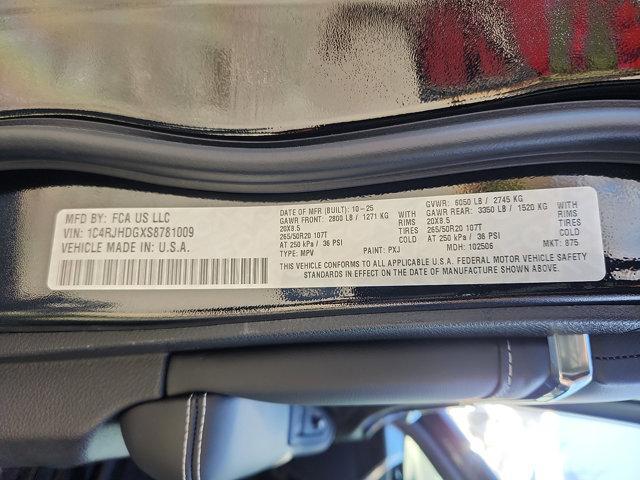 MFD BY: FCA US LLC
VIN: 1C4RJHDGXS8781009
VEHICLE MADE IN: U.S.A.
DATE OF MFR (BUILT): 10-25
GAWR FRONT: 2800 LB / 1271 KG WITH
20X8.5 RIMS
265/50R20 107T TIRES
AT 250 kPa / 36 PSI COLD
TYPE: MPV PAINT: PXJ
GVWR: 6050 LB / 2745 KG
GAWR REAR: 3350 LB / 1520 KG WITH
20X8.5 RIMS
265/50R20 107T TIRES
AT 250 kPa / 36 PSI COLD
MDH: 102506 MKT: 875
THIS VEHICLE CONFORMS TO ALL APPLICABLE U.S.A. FEDERAL MOTOR VEHICLE SAFETY
STANDARDS IN EFFECT ON THE DATE OF MANUFACTURE SHOWN ABOVE.